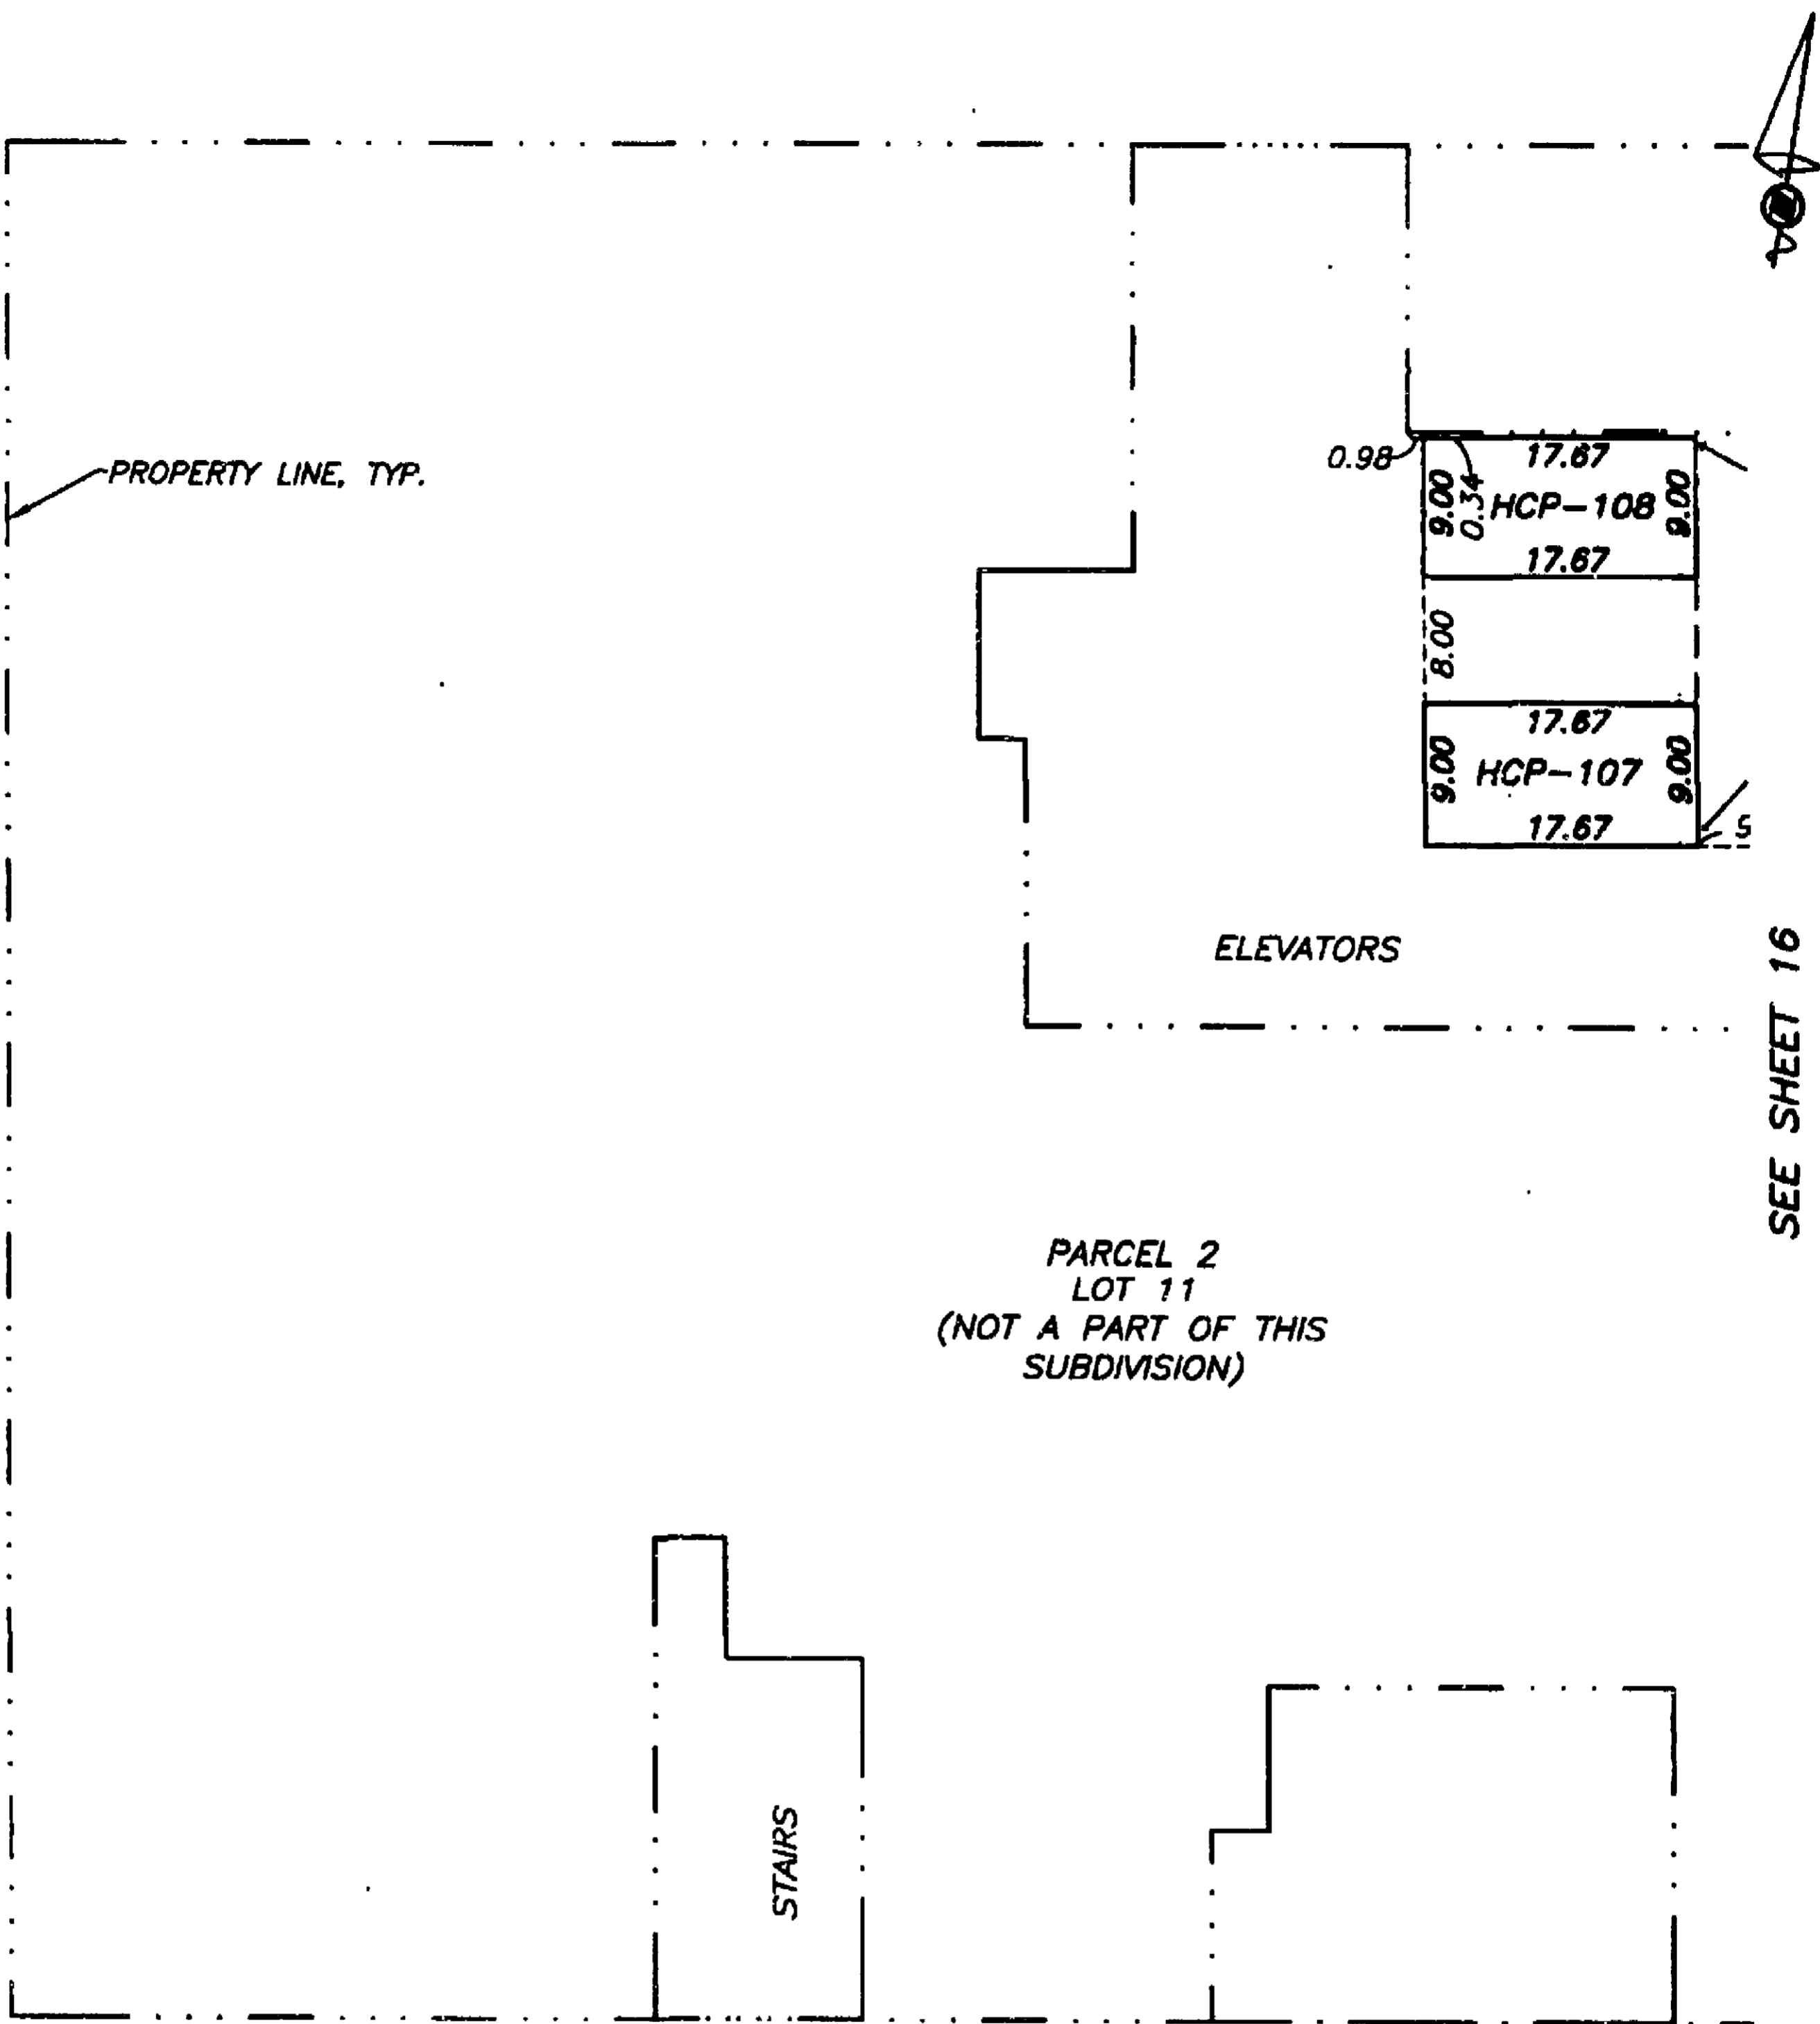 PROPERTY LINE, TYP.
0.98
17.67
9.00
0.34
HCP-108
9.00
17.67
8.00
17.67
9.00
HCP-107
9.00
17.67
S
ELEVATORS
SEE SHEET 16
PARCEL 2
LOT 11
(NOT A PART OF THIS
SUBDIVISION)
STAIRS